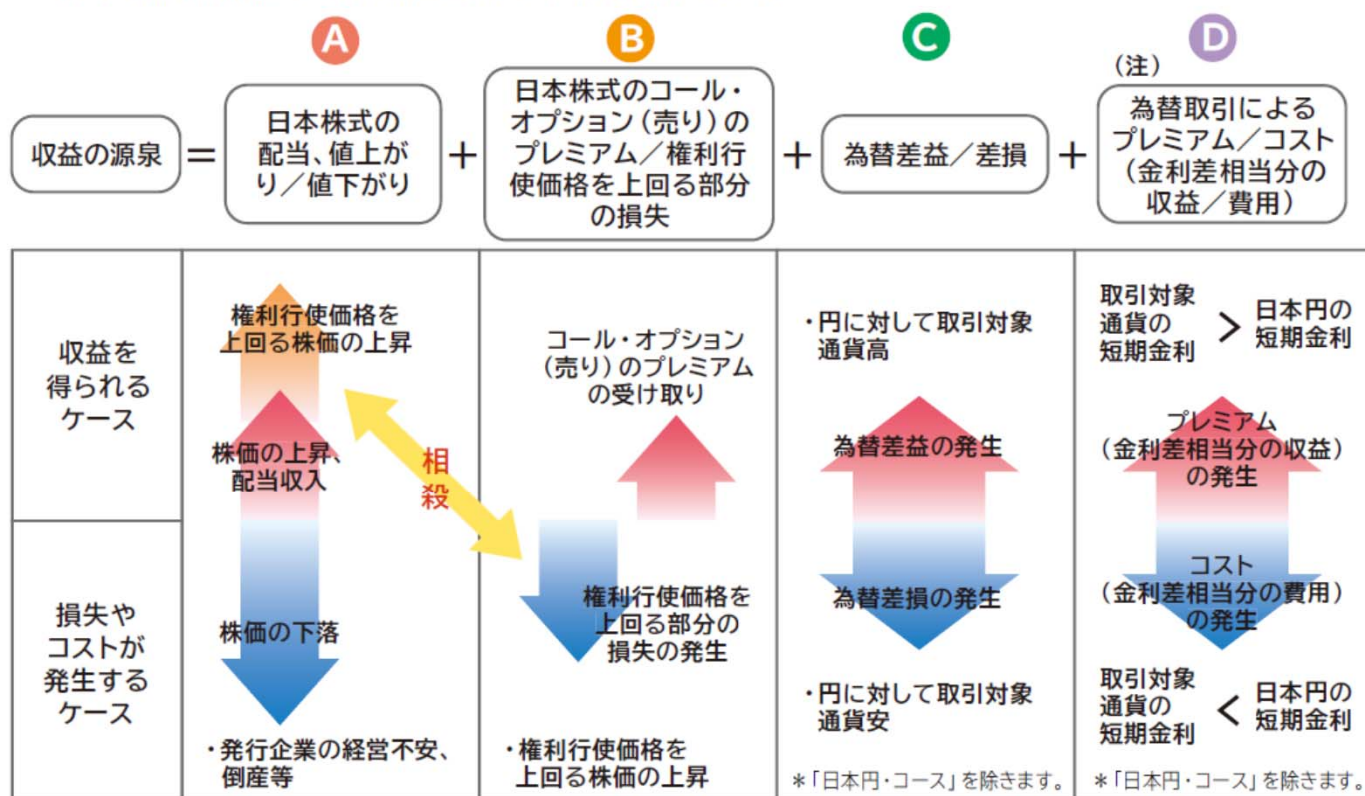 A
B
C
D
(注)
収益の源泉
=
日本株式の
配当、値上が
り／値下がり
+
日本株式のコール・
オプション(売り)の
プレミアム／権利行
使価格を上回る部分
の損失
+
為替差益／差損
+
為替取引による
プレミアム／コスト
(金利差相当分の
収益／費用)
収益を
得られる
ケース
権利行使価格を
上回る株価の上昇
株価の上昇、
配当収入
相
殺
コール・オプション
(売り)のプレミアム
の受け取り
・円に対して取引対象
通貨高
為替差益の発生
取引対象
通貨の
短期金利
>
日本円の
短期金利
プレミアム
(金利差相当分の収益)
の発生
損失や
コストが
発生する
ケース
株価の下落
・発行企業の経営不安、
倒産等
権利行使価格を
上回る部分の
損失の発生
・権利行使価格を
上回る株価の上昇
為替差損の発生
・円に対して取引対象
通貨安
＊「日本円・コース」を除きます。
コスト
(金利差相当分の費用)
の発生
取引対象
通貨の
短期金利
<
日本円の
短期金利
＊「日本円・コース」を除きます。